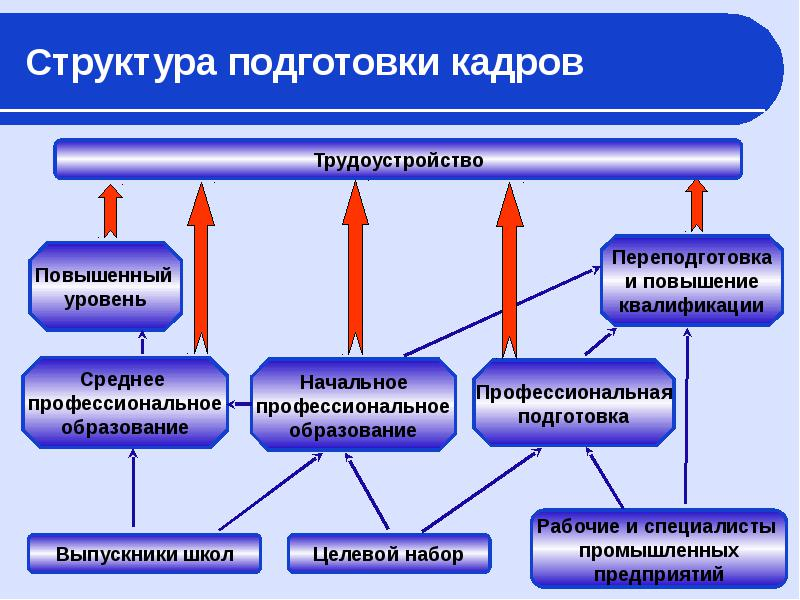 Структура подготовки кадров
Трудоустройство
Повышенный
уровень
Переподготовка
и повышение
квалификации
Среднее
профессиональное
образование
Начальное
профессиональное
образование
Профессиональная
подготовка
Выпускники школ
Целевой набор
Рабочие и специалисты
промышленных
предприятий